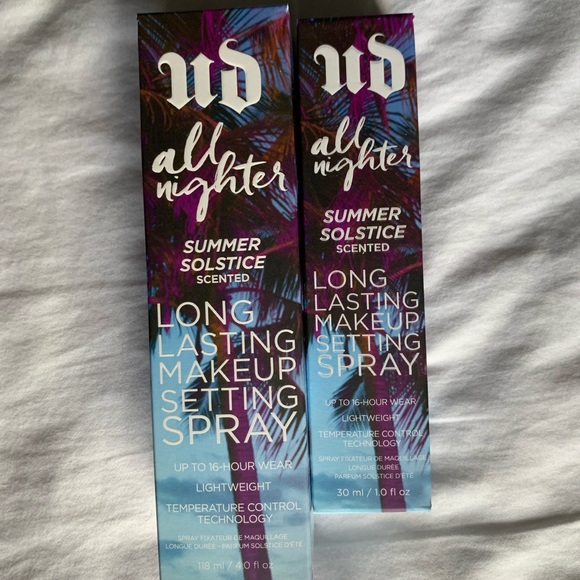 ud
all
nighter
SUMMER
SOLSTICE
SCENTED
LONG
LASTING
MAKEUP
SETTING
SPRAY
UP TO 16-HOUR WEAR
LIGHTWEIGHT
TEMPERATURE CONTROL
TECHNOLOGY
SPRAY FIXATEUR DE MAQUILLAGE
LONGUE DURÉE - PARFUM SOLSTICE D'ÉTÉ
118 ml / 4.0 fl oz
ud
all
nighter
SUMMER
SOLSTICE
SCENTED
LONG
LASTING
MAKEUP
SETTING
SPRAY
UP TO 16-HOUR WEAR
LIGHTWEIGHT
TEMPERATURE CONTROL
TECHNOLOGY
SPRAY FIXATEUR DE MAQUILLAGE
LONGUE DURÉE
PARFUM SOLSTICE D'ÉTÉ
30 ml / 1.0 fl oz